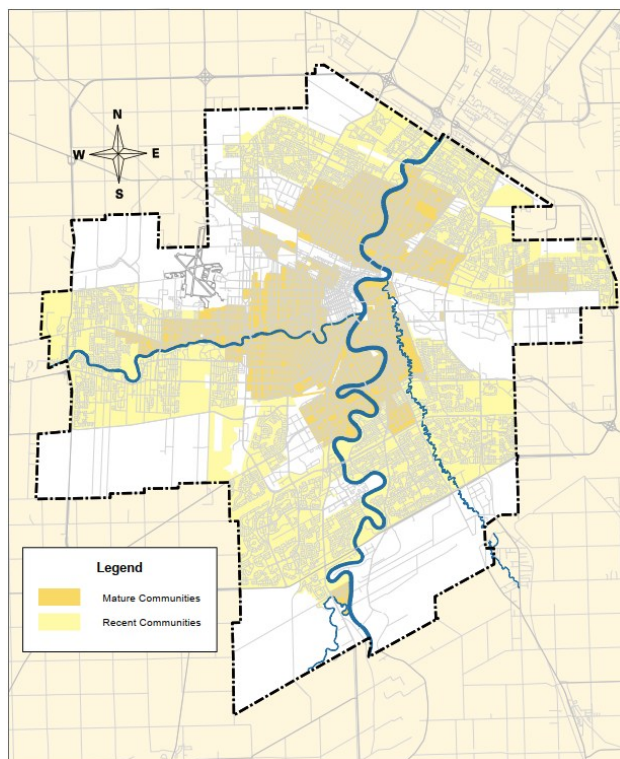 N
W E
S
Legend
Mature Communities
Recent Communities